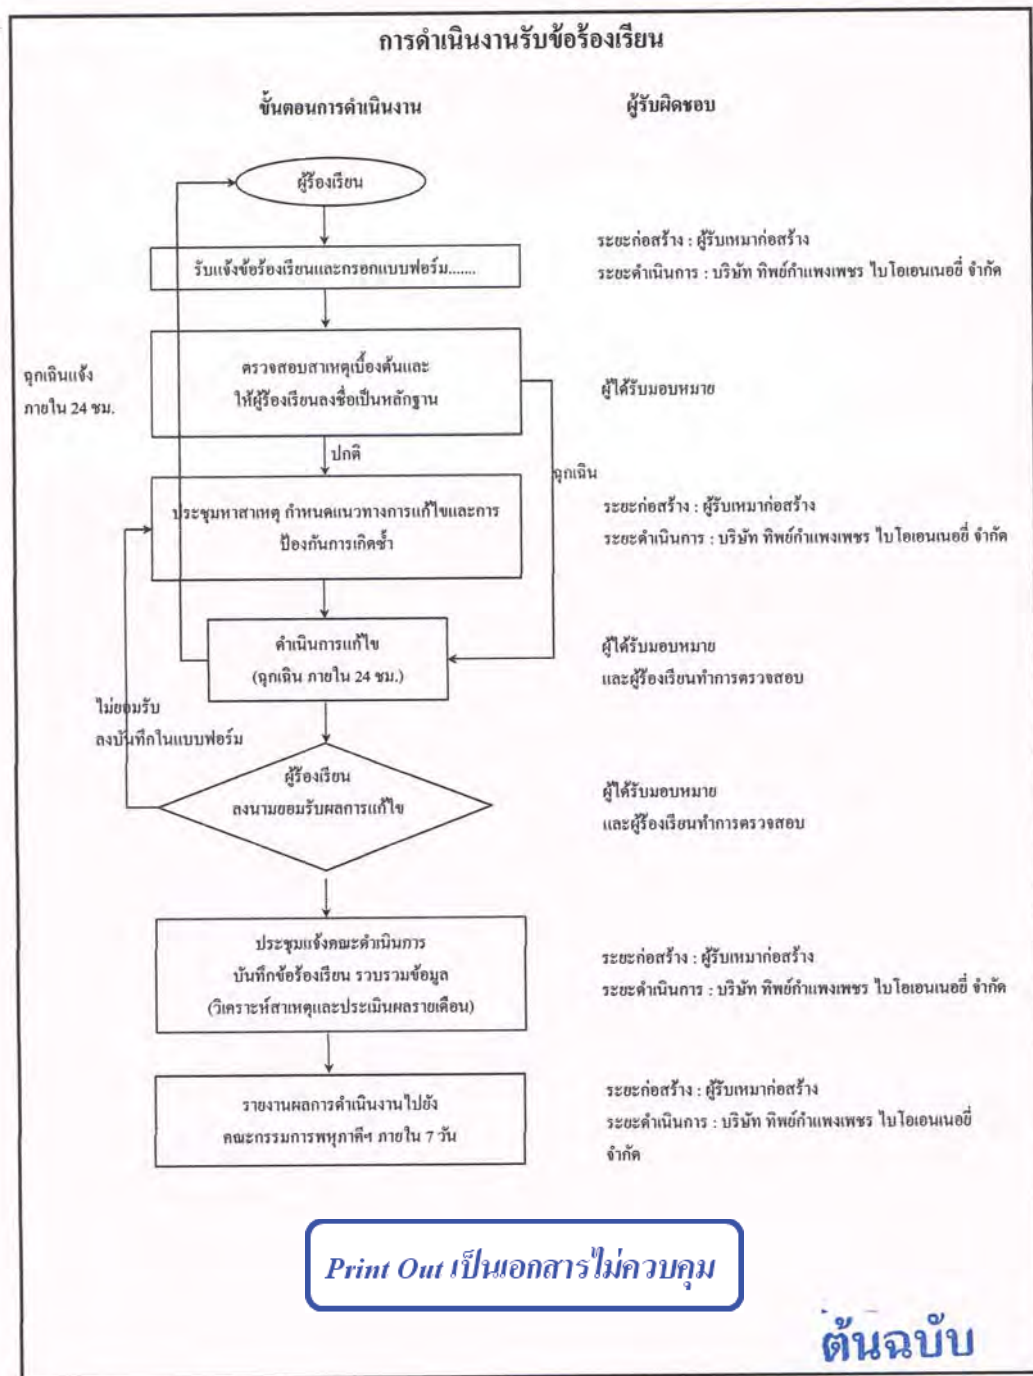 การดำเนินงานรับข้อร้องเรียน
ขั้นตอนการดำเนินงาน
ผู้รับผิดชอบ
ผู้ร้องเรียน
รับแจ้งข้อร้องเรียนและกรอกแบบฟอร์ม.......
ระยะก่อสร้าง : ผู้รับเหมาก่อสร้าง
ระยะดำเนินการ : บริษัท ทิพย์กำแพงเพชร ไบโอเอนเนอยี่ จำกัด
ฉุกเฉินแจ้ง
ภายใน 24 ชม.
ตรวจสอบสาเหตุเบื้องต้นและ
ให้ผู้ร้องเรียนลงชื่อเป็นหลักฐาน
ผู้ได้รับมอบหมาย
ปกติ
ฉุกเฉิน
ประชุมหาสาเหตุ กำหนดแนวทางการแก้ไขและการ
ป้องกันการเกิดซ้ำ
ระยะก่อสร้าง : ผู้รับเหมาก่อสร้าง
ระยะดำเนินการ : บริษัท ทิพย์กำแพงเพชร ไบโอเอนเนอยี่ จำกัด
ดำเนินการแก้ไข
(ฉุกเฉิน ภายใน 24 ชม.)
ผู้ได้รับมอบหมาย
และผู้ร้องเรียนทำการตรวจสอบ
ไม่ยอมรับ
ลงบันทึกในแบบฟอร์ม
ผู้ร้องเรียน
ลงนามยอมรับผลการแก้ไข
ผู้ได้รับมอบหมาย
และผู้ร้องเรียนทำการตรวจสอบ
ประชุมแจ้งคณะดำเนินการ
บันทึกข้อร้องเรียน รวบรวมข้อมูล
(วิเคราะห์สาเหตุและประเมินผลรายเดือน)
ระยะก่อสร้าง : ผู้รับเหมาก่อสร้าง
ระยะดำเนินการ : บริษัท ทิพย์กำแพงเพชร ไบโอเอนเนอยี่ จำกัด
รายงานผลการดำเนินงานไปยัง
คณะกรรมการพหุภาคีฯ ภายใน 7 วัน
ระยะก่อสร้าง : ผู้รับเหมาก่อสร้าง
ระยะดำเนินการ : บริษัท ทิพย์กำแพงเพชร ไบโอเอนเนอยี่
จำกัด
Print Out เป็นเอกสารไม่ควบคุม
ต้นฉบับ